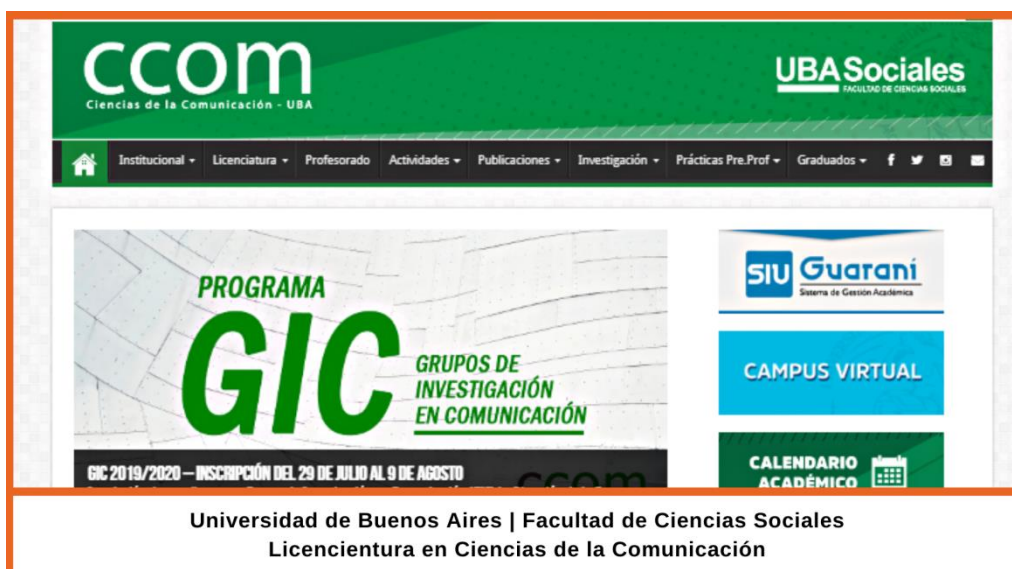 ccom
Ciencias de la Comunicación - UBA
UBA Sociales
FACULTAD DE CIENCIAS SOCIALES
Institucional Licenciatura Profesorado Actividades Publicaciones Investigación Prácticas Pre.Prof Graduados
PROGRAMA
GIC
GRUPOS DE
INVESTIGACIÓN
EN COMUNICACIÓN
GIC 2019/2020 – INSCRIPCIÓN DEL 29 DE JULIO AL 9 DE AGOSTO
ccom
SIU Guaraní
Sistema de Gestión Académica
CAMPUS VIRTUAL
CALENDARIO
ACADÉMICO
Universidad de Buenos Aires | Facultad de Ciencias Sociales
Licencientura en Ciencias de la Comunicación